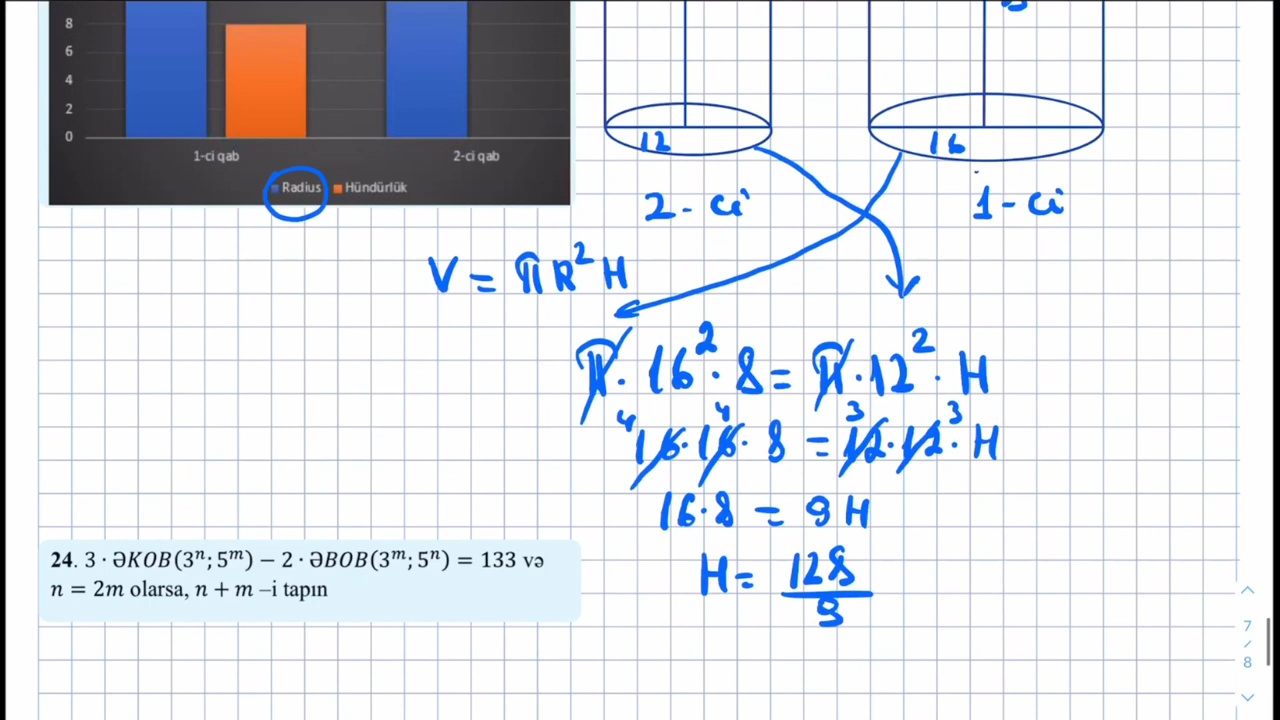 8
6
4
2
0
1-ci qab 2-ci qab
Radius Hündürlük
12
16
2-ci
1-ci
V = πR²H
π · 16² · 8 = π · 12² · H
4 4 3 3
16 · 16 · 8 = 12 · 12 · H
16 · 8 = 9H
H = 128/9
24. 3 · ƏKOB(3ⁿ; 5ᵐ) − 2 · ƏBOB(3ᵐ; 5ⁿ) = 133 və
n = 2m olarsa, n + m –i tapın
7
/
8